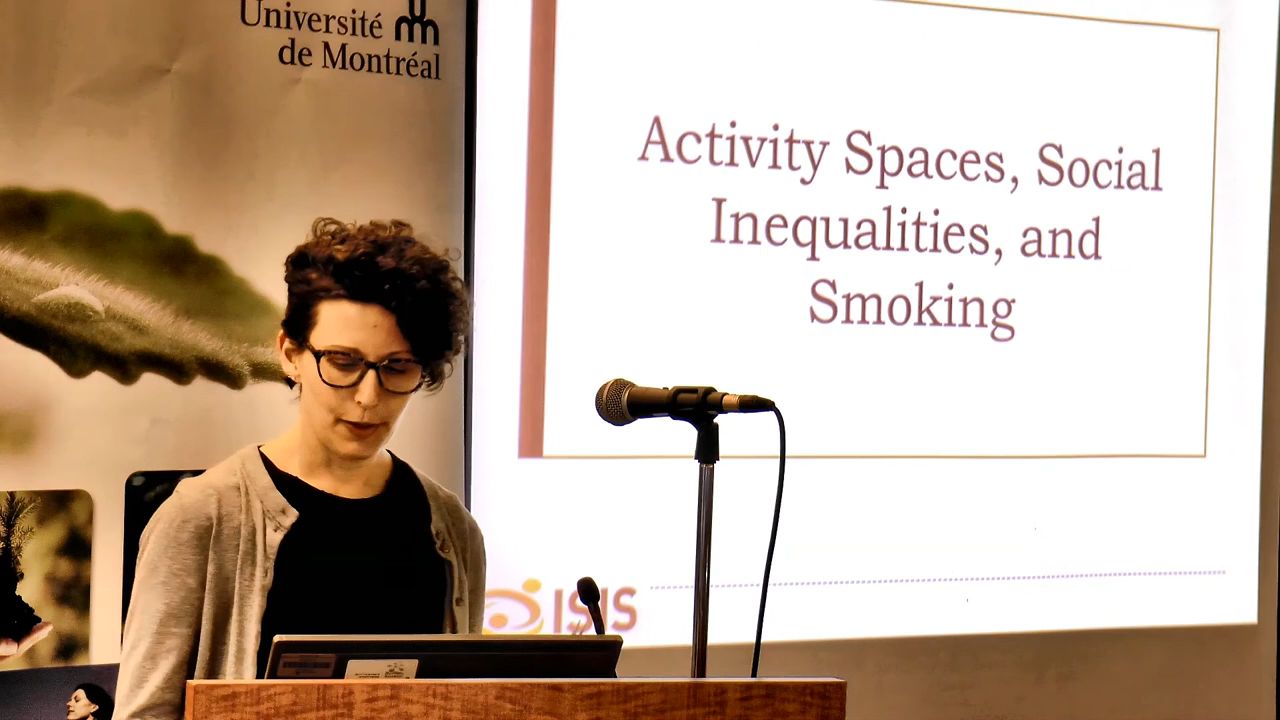 Université
de Montréal
Activity Spaces, Social
Inequalities, and
Smoking
ISIS